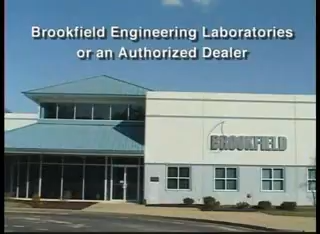 Brookfield Engineering Laboratories
or an Authorized Dealer
BROOKFIELD